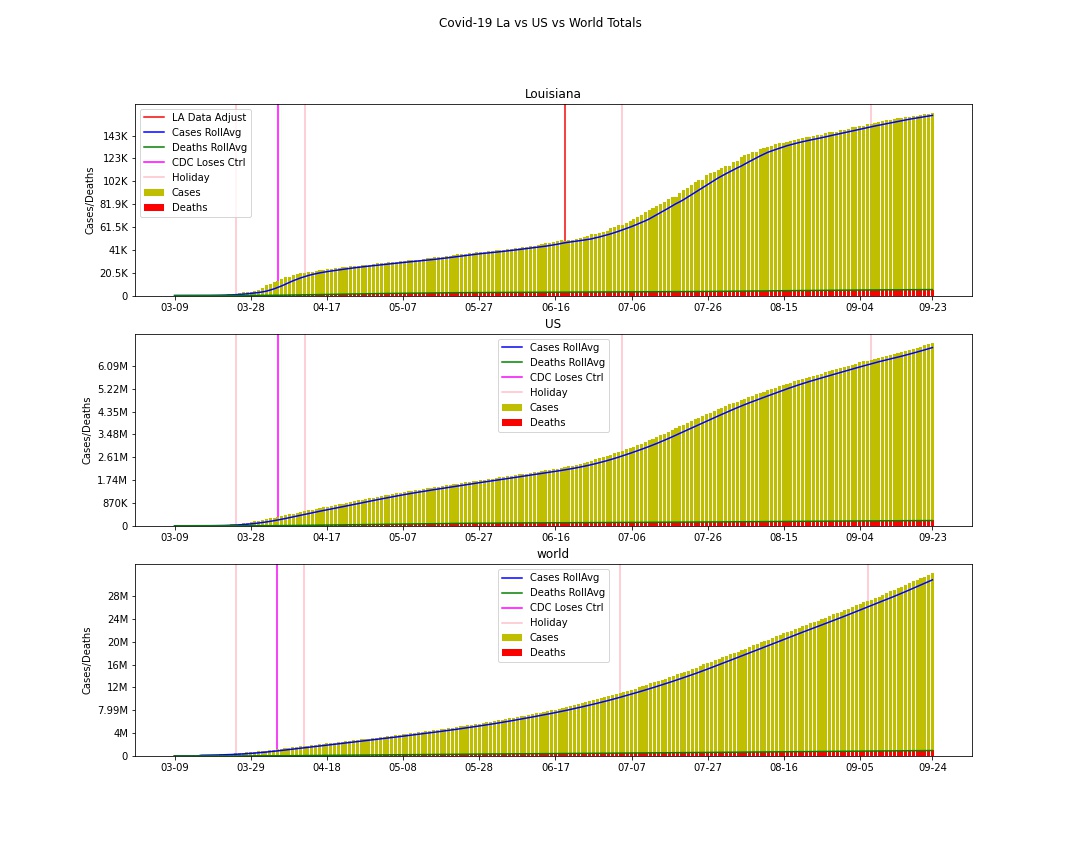 Covid-19 La vs US vs World Totals
Louisiana
Cases/Deaths
143K
123K
102K
81.9K
61.5K
41K
20.5K
0
LA Data Adjust
Cases RollAvg
Deaths RollAvg
CDC Loses Ctrl
Holiday
Cases
Deaths
03-09 03-28 04-17 05-07 05-27 06-16 07-06 07-26 08-15 09-04 09-23
US
Cases/Deaths
6.09M
5.22M
4.35M
3.48M
2.61M
1.74M
870K
0
Cases RollAvg
Deaths RollAvg
CDC Loses Ctrl
Holiday
Cases
Deaths
03-09 03-28 04-17 05-07 05-27 06-16 07-06 07-26 08-15 09-04 09-23
world
Cases/Deaths
28M
24M
20M
16M
12M
7.99M
4M
0
Cases RollAvg
Deaths RollAvg
CDC Loses Ctrl
Holiday
Cases
Deaths
03-09 03-29 04-18 05-08 05-28 06-17 07-07 07-27 08-16 09-05 09-24